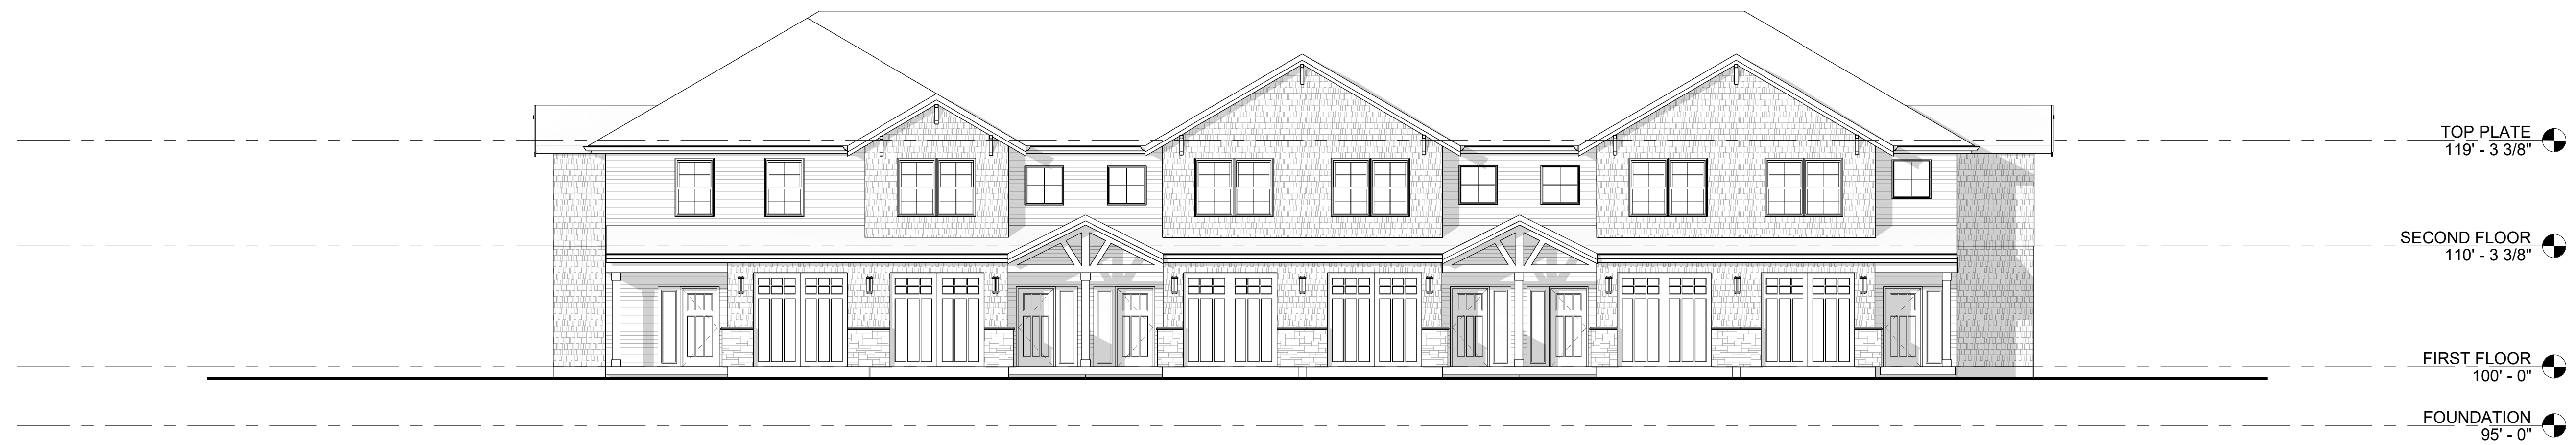 TOP PLATE
119' - 3 3/8"
SECOND FLOOR
110' - 3 3/8"
FIRST FLOOR
100' - 0"
FOUNDATION
95' - 0"